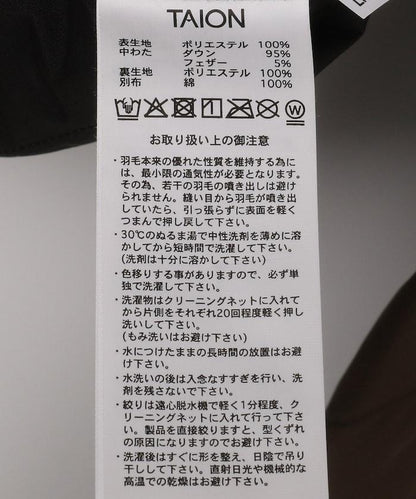 TAION
表生地 ポリエステル 100%
中わた ダウン 95%
フェザー 5%
裏生地 ポリエステル 100%
別布 綿 100%
W
お取り扱い上の御注意
・羽毛本来の優れた性質を維持する為に
は、最小限の通気性が必要となります。
その為、若干の羽毛の噴き出しは避け
られません。縫い目から羽毛が噴き出
していたら、引っ張らずに表面を軽く
つまんで押し戻して下さい。
・30℃のぬるま湯で中性洗剤を薄めに溶
かしてから短時間で洗濯して下さい。
(洗剤は十分に溶かして下さい)
・色移りする事がありますので、必ず単
独で洗濯して下さい。
・洗濯物はクリーニングネットに入れて
から片側をそれぞれ20回程度軽く押し
洗いして下さい。
(もみ洗いはお避け下さい)
・水につけたままの長時間の放置はお避け
下さい。
・水洗いの後は入念なすすぎを行い、洗
剤を残さないで下さい。
・絞りは遠心脱水機で軽く1分程度、ク
リーニングネットに入れて行って下さ
い。製品を直接絞りますと、型くずれ
の原因になりますのでお避け下さい。
・洗濯後はすぐに形を整え、日陰で吊り
干しして下さい。直射日光や機械的な
高温での乾燥はお避け下さい。